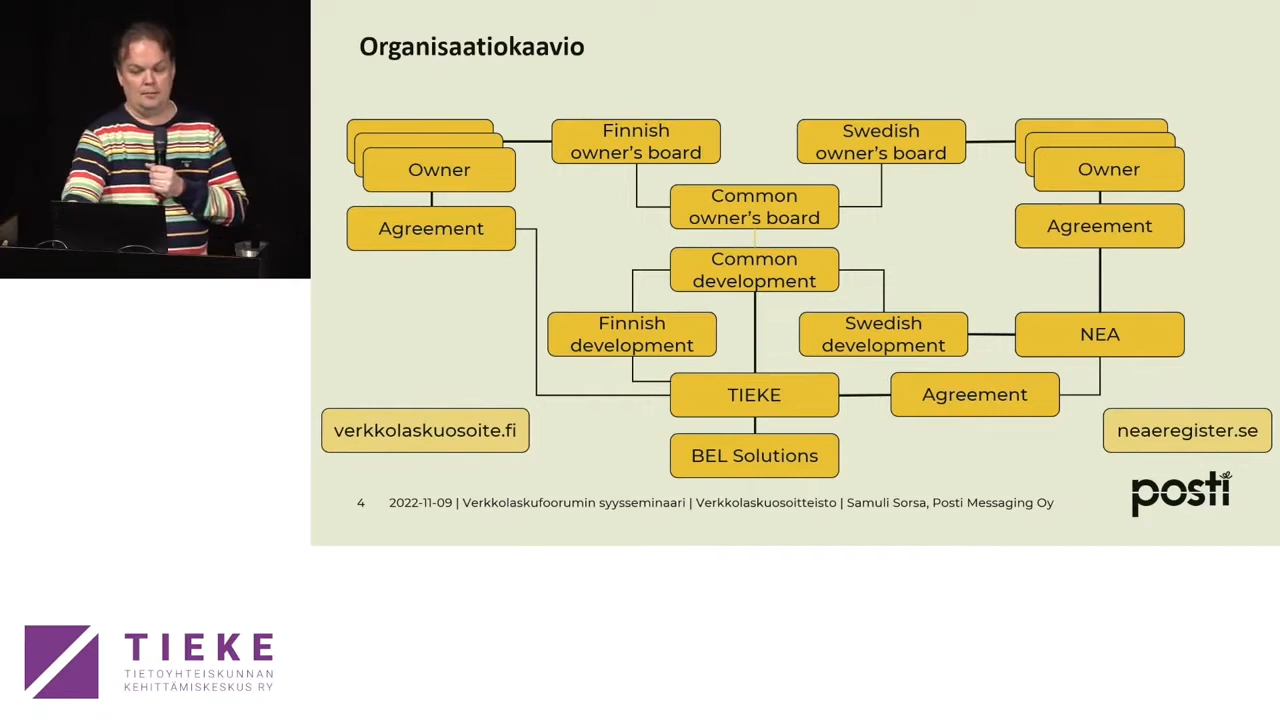 Organisaatiokaavio
Finnish
owner's board
Swedish
owner's board
Owner
Owner
Common
owner's board
Agreement
Agreement
Common
development
Finnish
development
Swedish
development
NEA
TIEKE
Agreement
verkkolaskuosoite.fi
neaeregister.se
BEL Solutions
posti
4 2022-11-09 | Verkkolaskufoorumin syysseminaari | Verkkolaskuosoitteisto | Samuli Sorsa, Posti Messaging Oy
TIEKE
TIETOYHTEISKUNNAN
KEHITTÄMISKESKUS RY